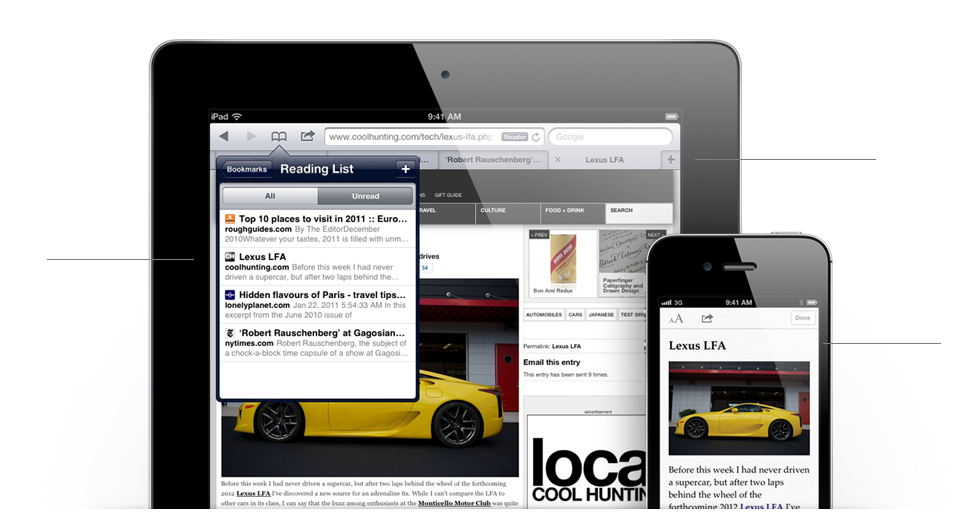 iPad
9:41 AM
www.coolhunting.com/tech/lexus-lfa.php
Reader
Google
'Robert Rauschenberg'...
Lexus LFA
Bookmarks
Reading List
+
All
Unread
Top 10 places to visit in 2011 :: Euro...
roughguides.com By The EditorDecember
2010Whatever your tastes, 2011 is filled with unm...
Lexus LFA
coolhunting.com Before this week I had never
driven a supercar, but after two laps behind the...
Hidden flavours of Paris - travel tips...
lonelyplanet.com Jan 22, 2011 5:54:33 AM In this
excerpt from the June 2010 issue of
'Robert Rauschenberg' at Gagosian...
nytimes.com Robert Rauschenberg, the subject of
a chock-a-block time capsule of a show at Gagosi...
GIFT GUIDE
CULTURE
FOOD + DRINK
SEARCH
drives
34
‹ PREV
NEXT ›
Bon Ami Redux
Paperfinger
Calligraphy and
Drawn Design
AUTOMOBILES
CARS
JAPANESE
TEST DRIV
Permalink: Lexus LFA
Email this entry
This entry has been sent 9 times.
advertisement
loca
COOL HUNTIN
Before this week I had never driven a supercar, but after two laps behind the wheel of the forthcoming
2012 Lexus LFA I've discovered a new source for an adrenaline fix. While I can't compare the LFA to
other cars in its class, I can say that the buzz among enthusiasts at the Monticello Motor Club was quite
3G
9:41 AM
AA
Done
Lexus LFA
Before this week I had never driven
a supercar, but after two laps
behind the wheel of the
forthcoming 2012 Lexus LFA I've